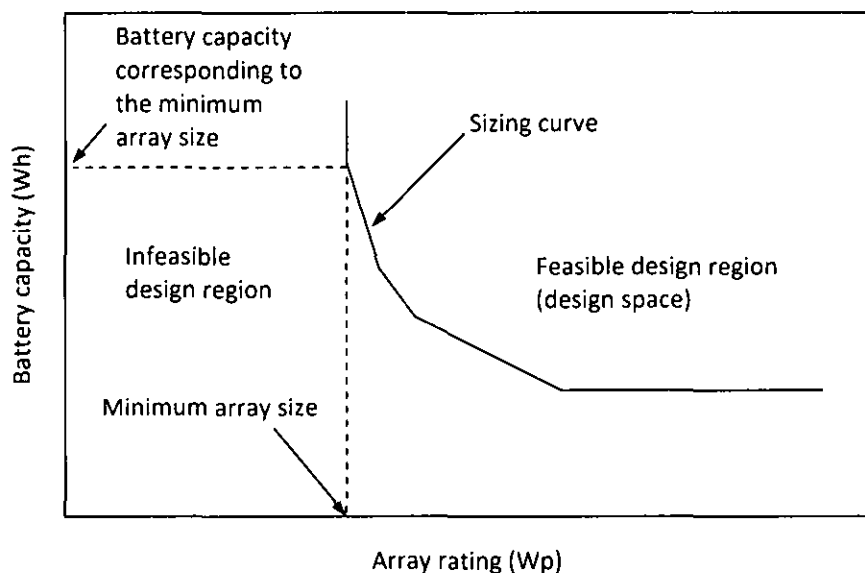 Battery capacity
corresponding to
the minimum
array size
Sizing curve
Battery capacity (Wh)
Infeasible
design region
Feasible design region
(design space)
Minimum array size
Array rating (Wp)